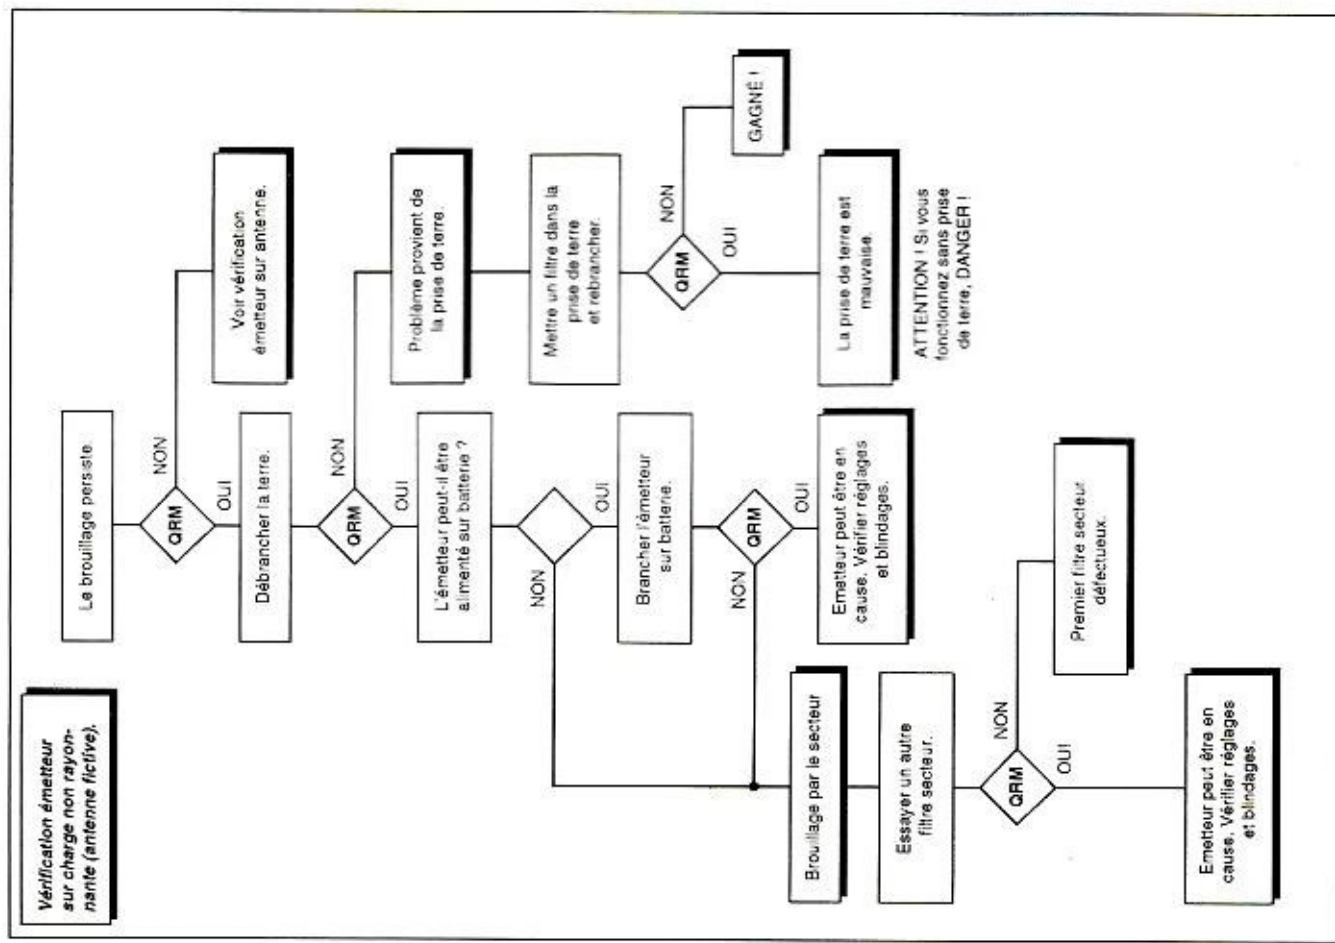 Vérification émetteur
sur charge non rayon-
nante (antenne fictive).
Le brouillage persiste.
QRM
NON
OUI
Voir vérification
émetteur sur antenne.
Débrancher la terre.
QRM
NON
OUI
Problème provient de
la prise de terre.
L'émetteur peut-il être
alimenté sur batterie ?
Mettre un filtre dans la
prise de terre
et rebrancher.
NON
OUI
QRM
NON
OUI
GAGNÉ !
Brancher l'émetteur
sur batterie.
QRM
NON
OUI
La prise de terre est
mauvaise.
ATTENTION ! Si vous
fonctionnez sans prise
de terre, DANGER !
Emetteur peut être en
cause. Vérifier réglages
et blindages.
Brouillage par le secteur
Essayer un autre
filtre secteur.
QRM
NON
OUI
Premier filtre secteur
défectueux.
Emetteur peut être en
cause. Vérifier réglages
et blindages.